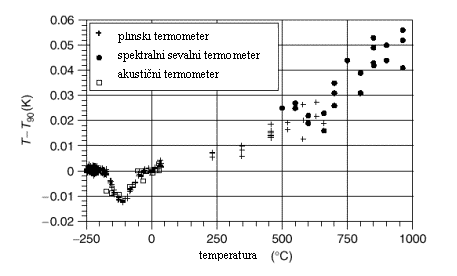 0.06
0.05
0.04
0.03
0.02
0.01
0
−0.01
−0.02
T−T90(K)
plinski termometer
spektralni sevalni termometer
akustični termometer
−250 0 250 500 750 1000
temperatura (°C)